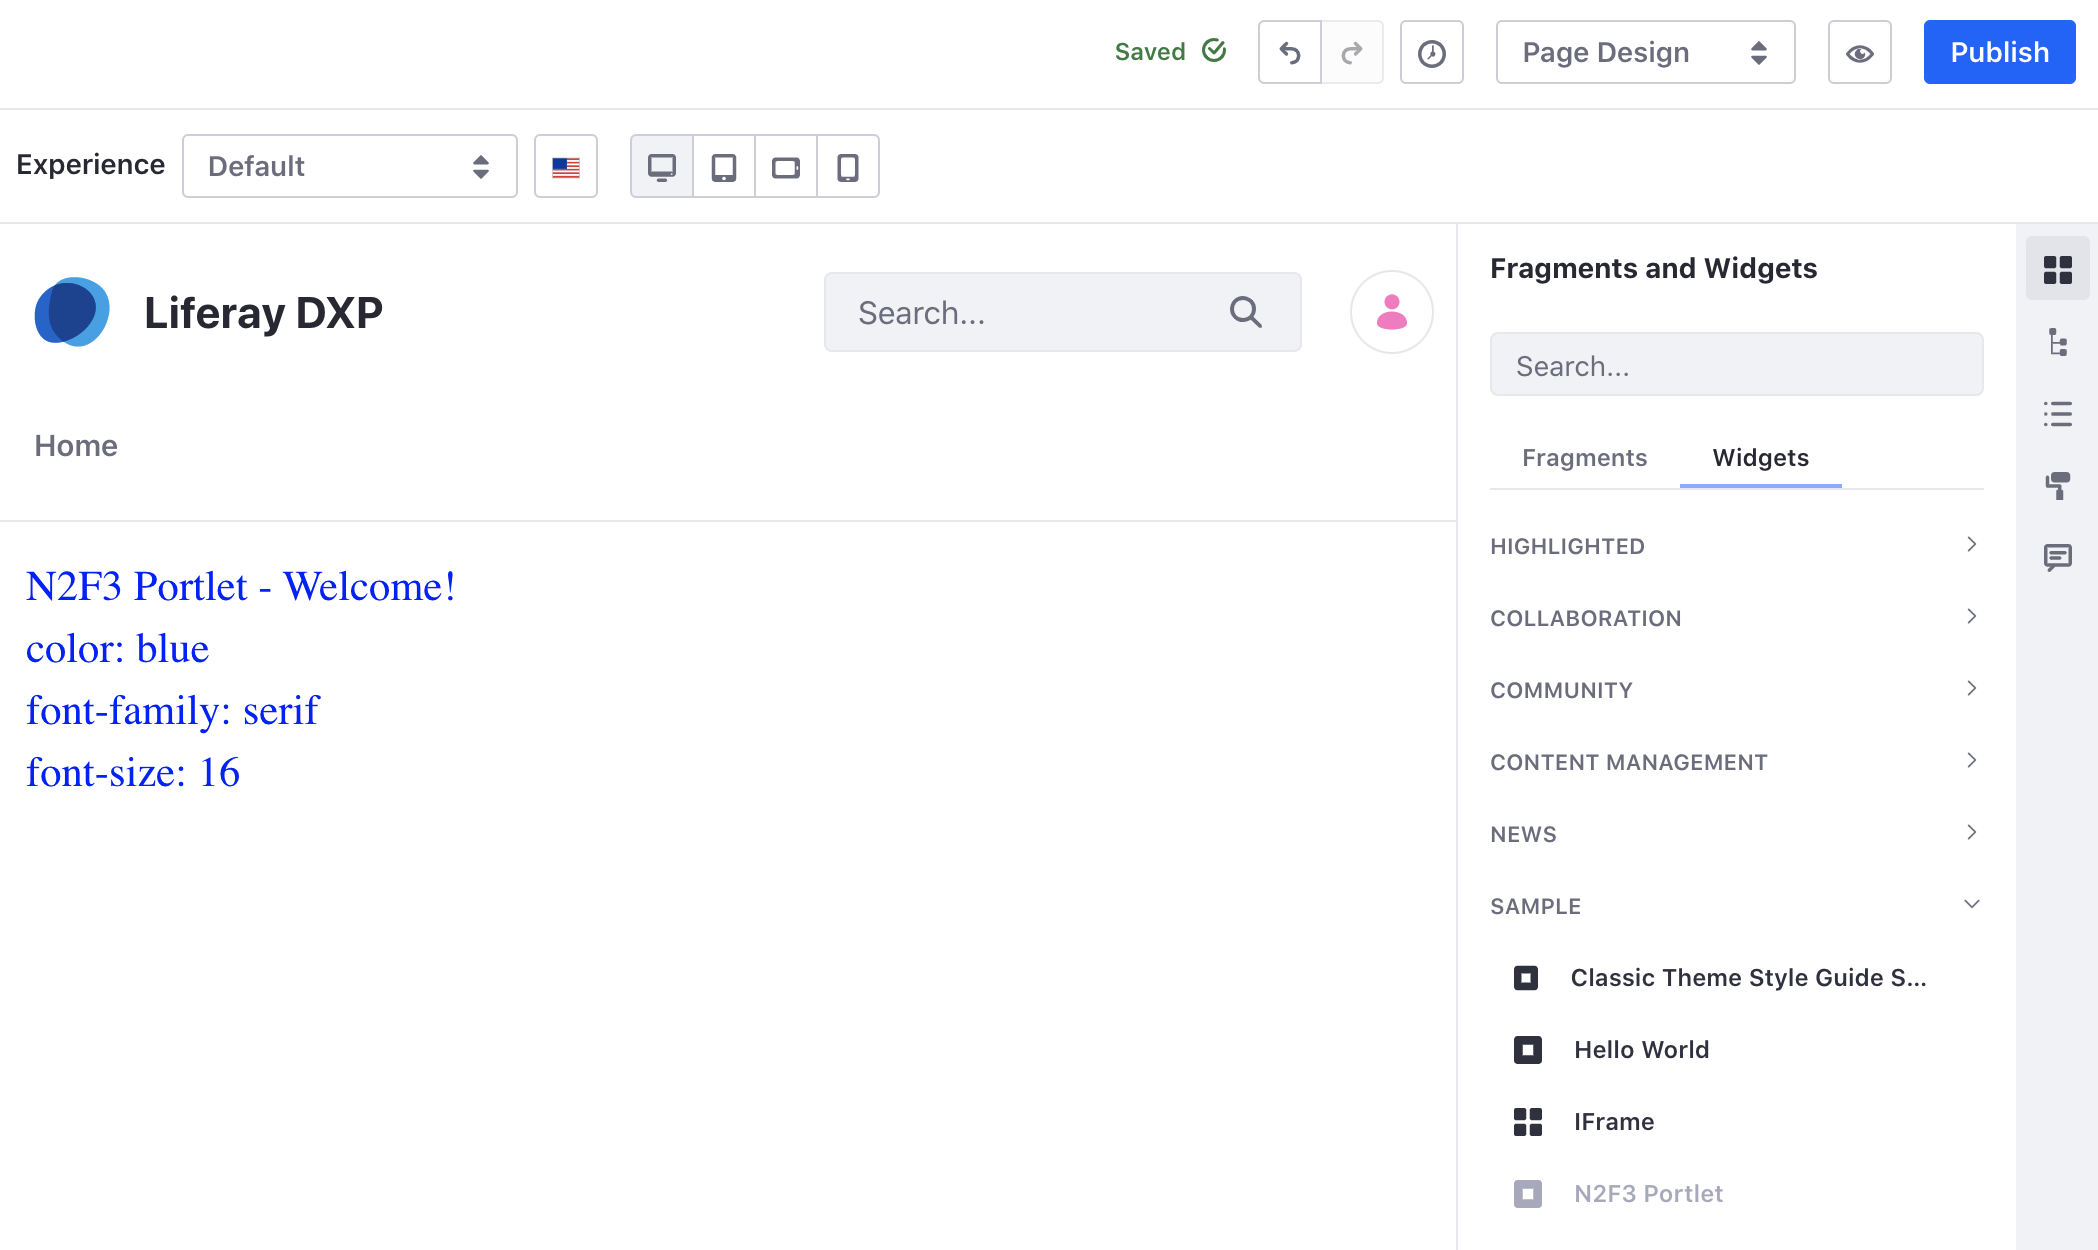 Saved
Page Design
Publish
Experience
Default
Liferay DXP
Search...
Home
N2F3 Portlet - Welcome!
color: blue
font-family: serif
font-size: 16
Fragments and Widgets
Search...
Fragments
Widgets
HIGHLIGHTED
COLLABORATION
COMMUNITY
CONTENT MANAGEMENT
NEWS
SAMPLE
Classic Theme Style Guide S...
Hello World
IFrame
N2F3 Portlet